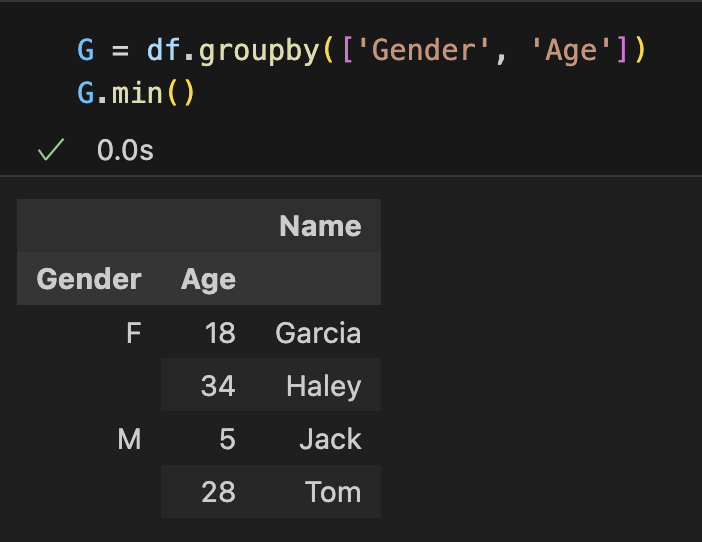 G = df.groupby(['Gender', 'Age'])
G.min()
0.0s
Name
Gender Age
F 18 Garcia
34 Haley
M 5 Jack
28 Tom